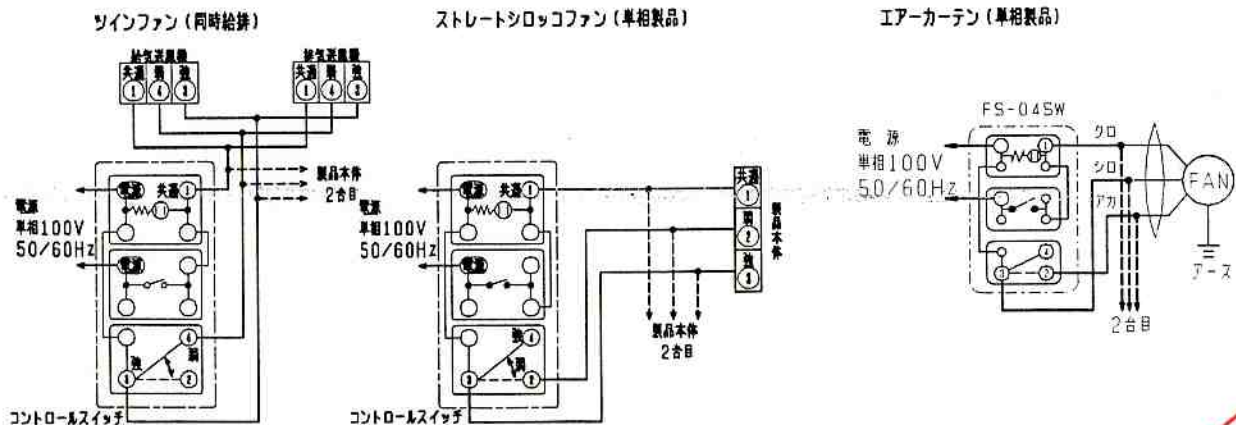 ツインファン(同時給排)
給気送風機
排気送風機
共通 弱 強
① ④ ③
共通 弱 強
① ④ ③
電源 共通 ①
製品本体
2台目
電源
単相100V
50/60Hz
電源
④
強 弱
③ ②
コントロールスイッチ
ストレートシロッコファン(単相製品)
電源 共通 ①
電源
単相100V
50/60Hz
電源
強 ④
弱
③ ②
コントロールスイッチ
共通
①
弱
②
強
③
製品本体
製品本体
2台目
エアーカーテン(単相製品)
FS-04SW
電源
単相100V
50/60Hz
①
クロ
シロ
アカ
FAN
④
③ ②
アース
2台目